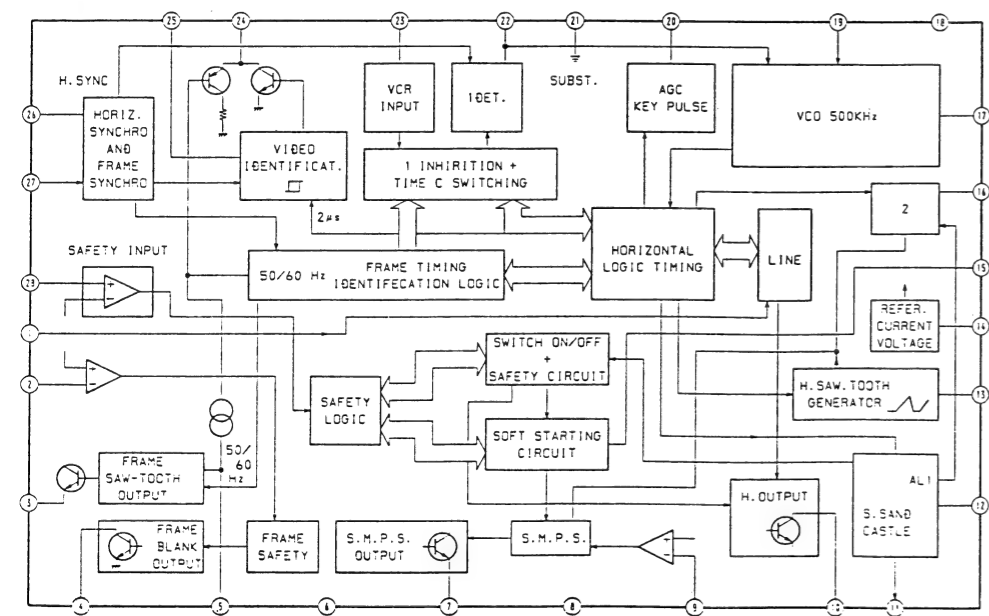 25
24
23
22
21
20
19
18
H.SYNC
SUBST.
VCR
INPUT
1DET.
AGC
KEY PULSE
VCO 500KHz
26
HORIZ.
SYNCHRO
AND
FRAME
SYNCHRO
17
VIDEO
IDENTIFICAT.
1 INHIRITION +
TIME C SWITCHING
27
16
2
2µs
SAFETY INPUT
50/60 Hz
FRAME TIMING
IDENTIFECATION LOGIC
HORIZONTAL
LOGIC TIMING
LINE
15
23
+
−
REFER.
CURRENT
VOLTAGE
14
1
SWITCH ON/OFF
+
SAFETY CIRCUIT
2
+
−
SAFETY
LOGIC
H.SAW.TOOTH
GENERATOR
13
SOFT STARTING
CIRCUIT
50/
60
Hz
FRAME
SAW-TOOTH
OUTPUT
AL1
3
H.OUTPUT
S.SAND
CASTLE
12
FRAME
BLANK
OUTPUT
FRAME
SAFETY
S.M.P.S.
OUTPUT
S.M.P.S.
+
−
4
5
6
7
8
9
10
11